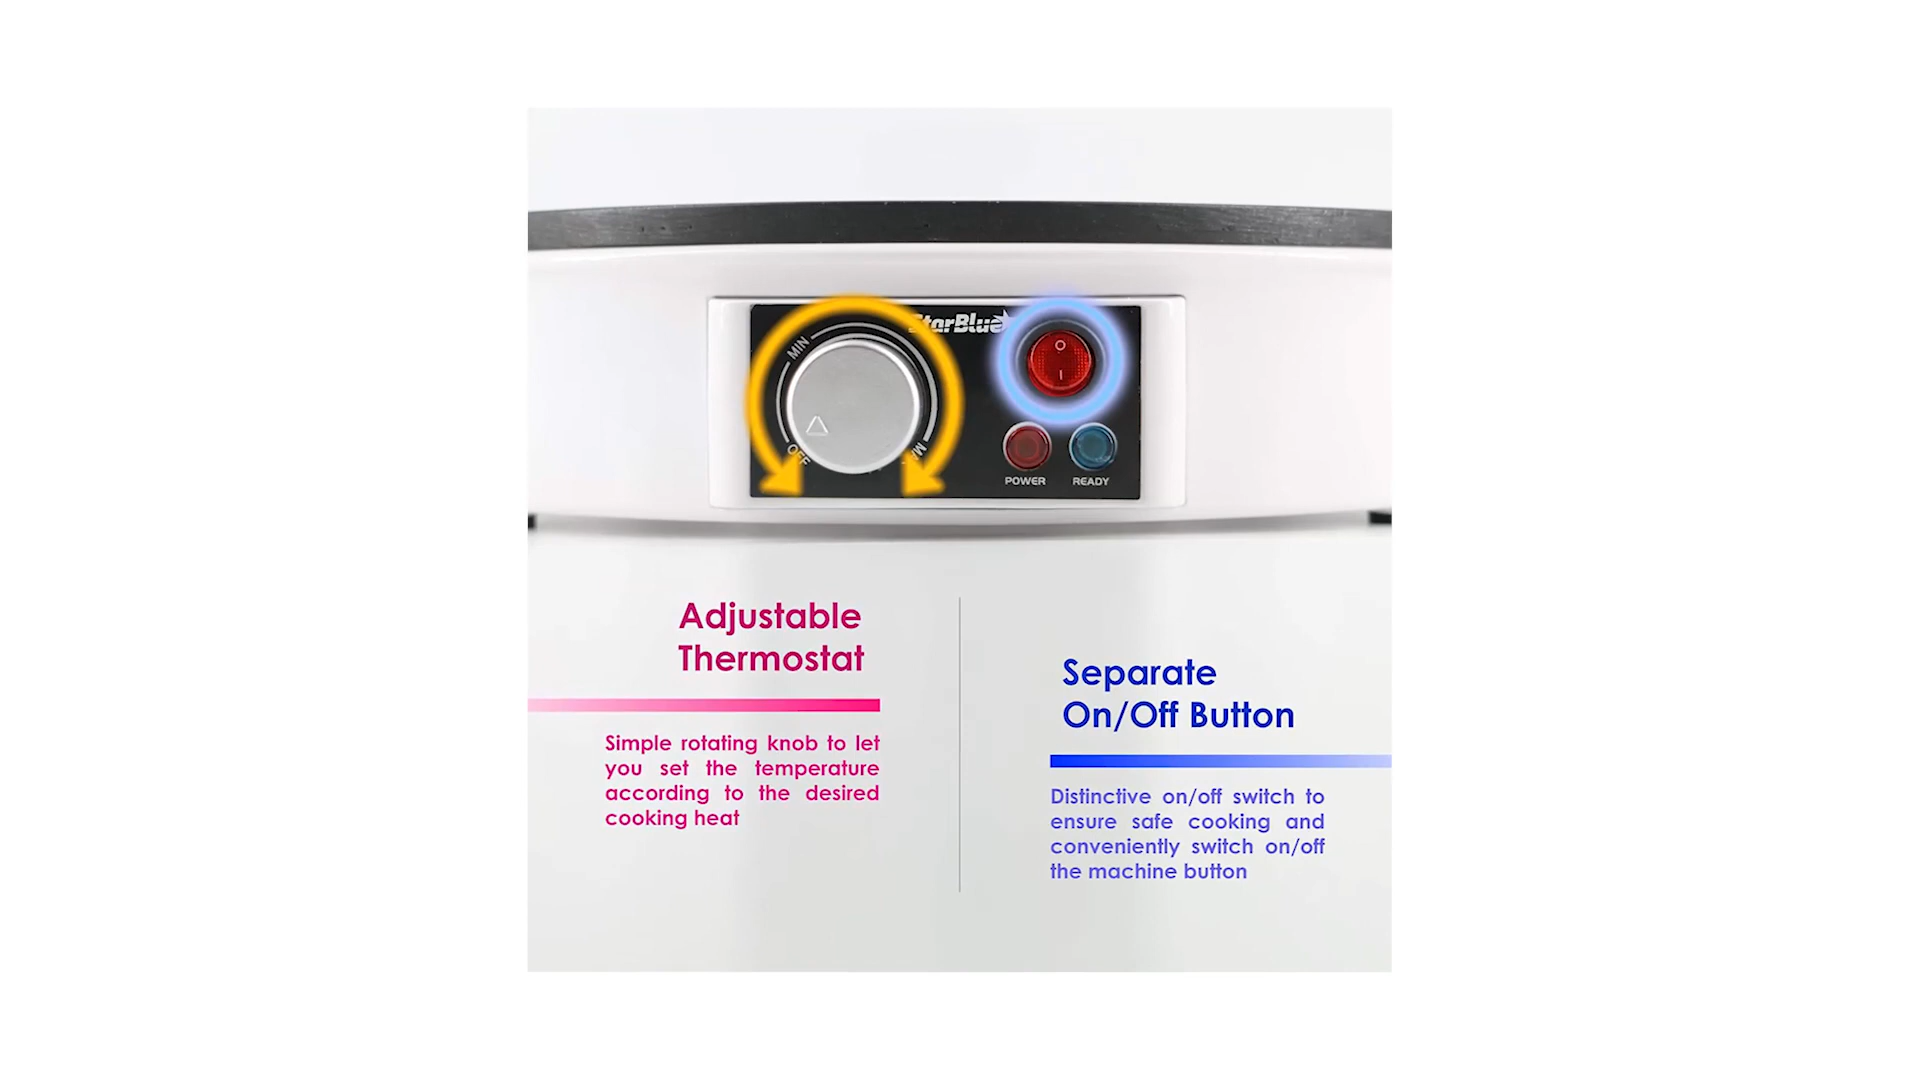 StarBlue
MIN
OFF
O
I
POWER
READY
Adjustable
Thermostat
Simple rotating knob to let
you set the temperature
according to the desired
cooking heat
Separate
On/Off Button
Distinctive on/off switch to
ensure safe cooking and
conveniently switch on/off
the machine button